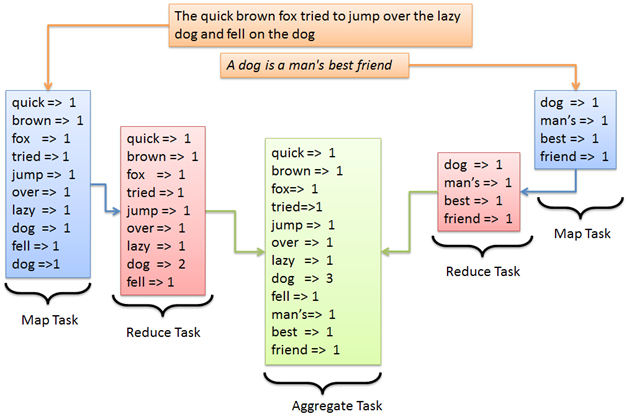 The quick brown fox tried to jump over the lazy
dog and fell on the dog
A dog is a man's best friend
quick => 1
brown => 1
fox => 1
tried => 1
jump => 1
over => 1
lazy => 1
dog => 1
fell => 1
dog =>1
Map Task
quick => 1
brown => 1
fox => 1
tried => 1
jump => 1
over => 1
lazy => 1
dog => 2
fell => 1
Reduce Task
quick => 1
brown => 1
fox=> 1
tried=>1
jump => 1
over => 1
lazy => 1
dog => 3
fell => 1
man's=> 1
best => 1
friend => 1
Aggregate Task
dog => 1
man's => 1
best => 1
friend => 1
Reduce Task
dog => 1
man's => 1
best => 1
friend => 1
Map Task